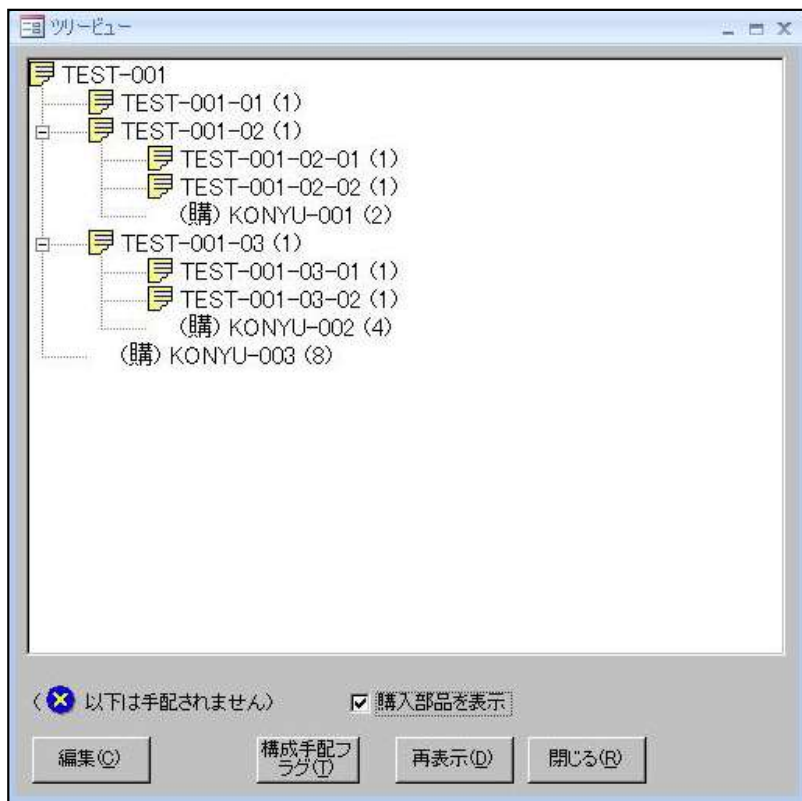 ツリービュー
TEST-001
TEST-001-01 (1)
TEST-001-02 (1)
TEST-001-02-01 (1)
TEST-001-02-02 (1)
(購) KONYU-001 (2)
TEST-001-03 (1)
TEST-001-03-01 (1)
TEST-001-03-02 (1)
(購) KONYU-002 (4)
(購) KONYU-003 (8)
( 以下は手配されません) 購入部品を表示
編集(C) 構成手配フラグ(T) 再表示(D) 閉じる(R)